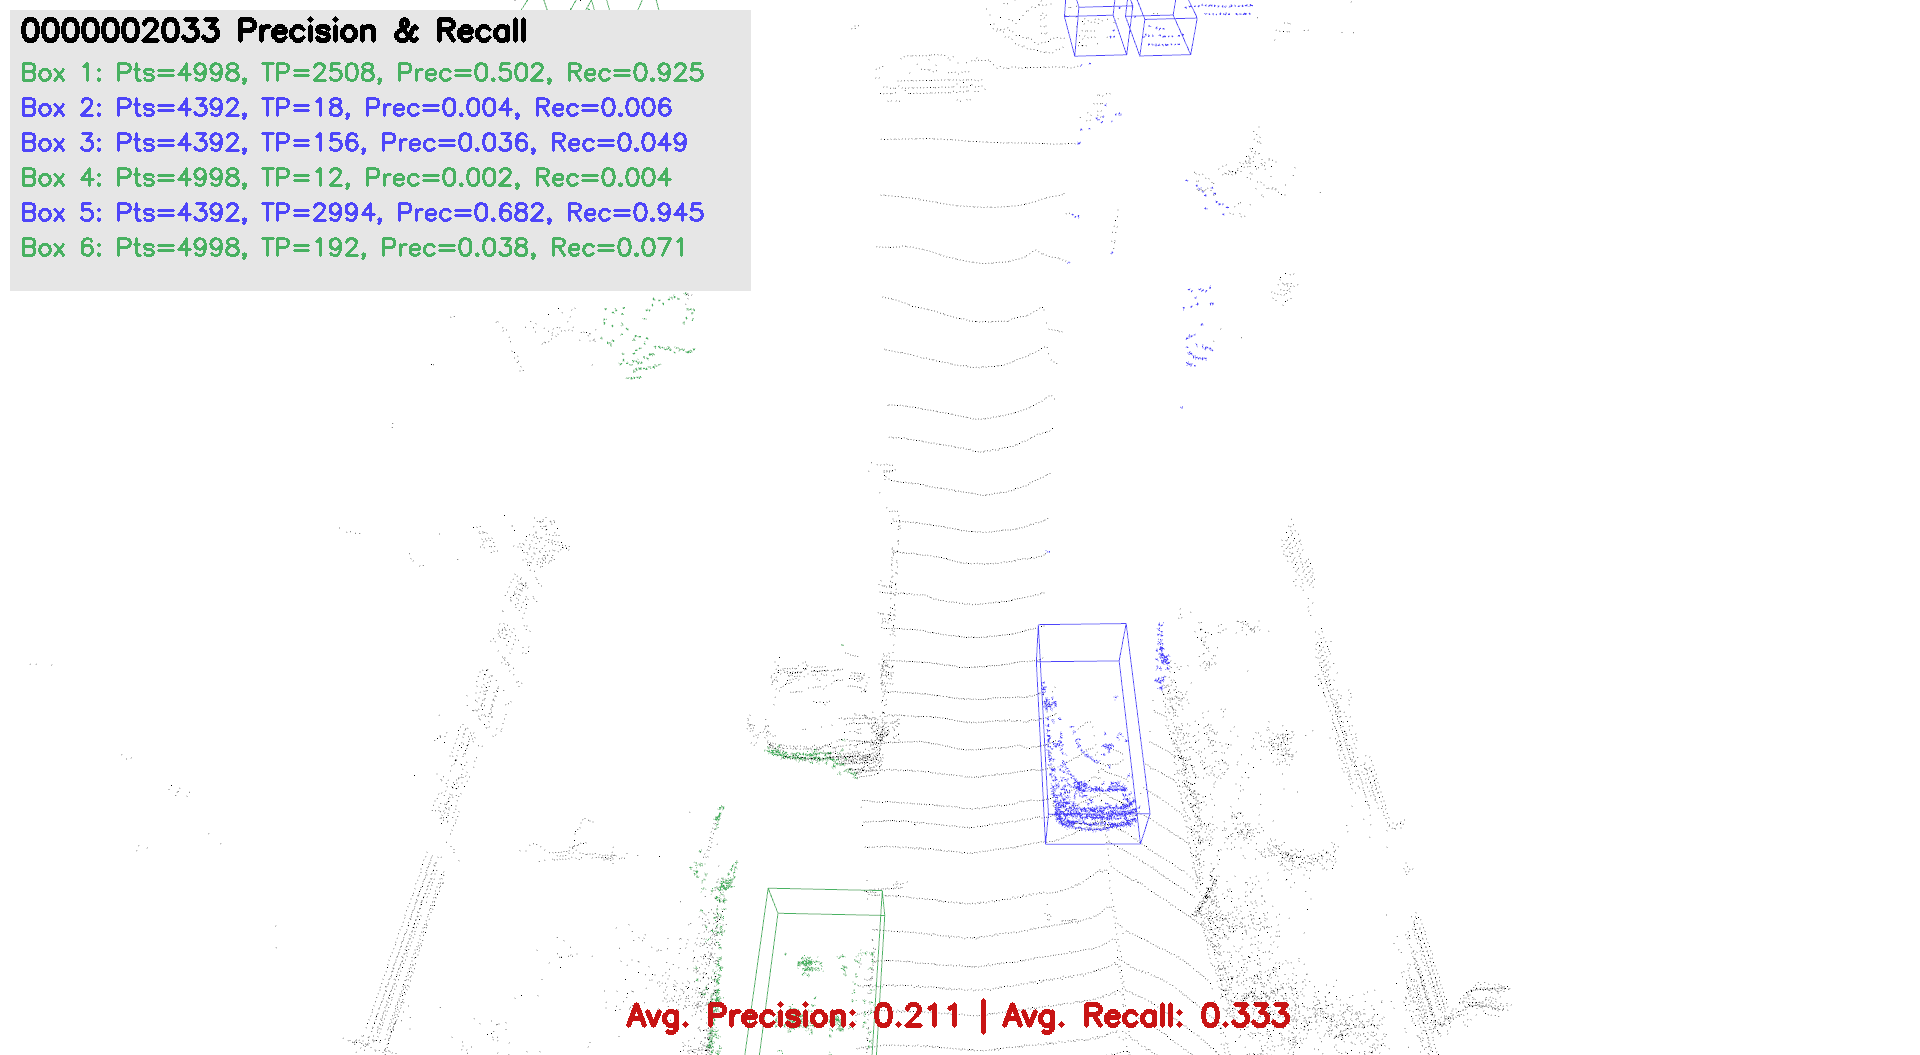 0000002033 Precision & Recall
Box 1: Pts=4998, TP=2508, Prec=0.502, Rec=0.925
Box 2: Pts=4392, TP=18, Prec=0.004, Rec=0.006
Box 3: Pts=4392, TP=156, Prec=0.036, Rec=0.049
Box 4: Pts=4998, TP=12, Prec=0.002, Rec=0.004
Box 5: Pts=4392, TP=2994, Prec=0.682, Rec=0.945
Box 6: Pts=4998, TP=192, Prec=0.038, Rec=0.071
Avg. Precision: 0.211 | Avg. Recall: 0.333